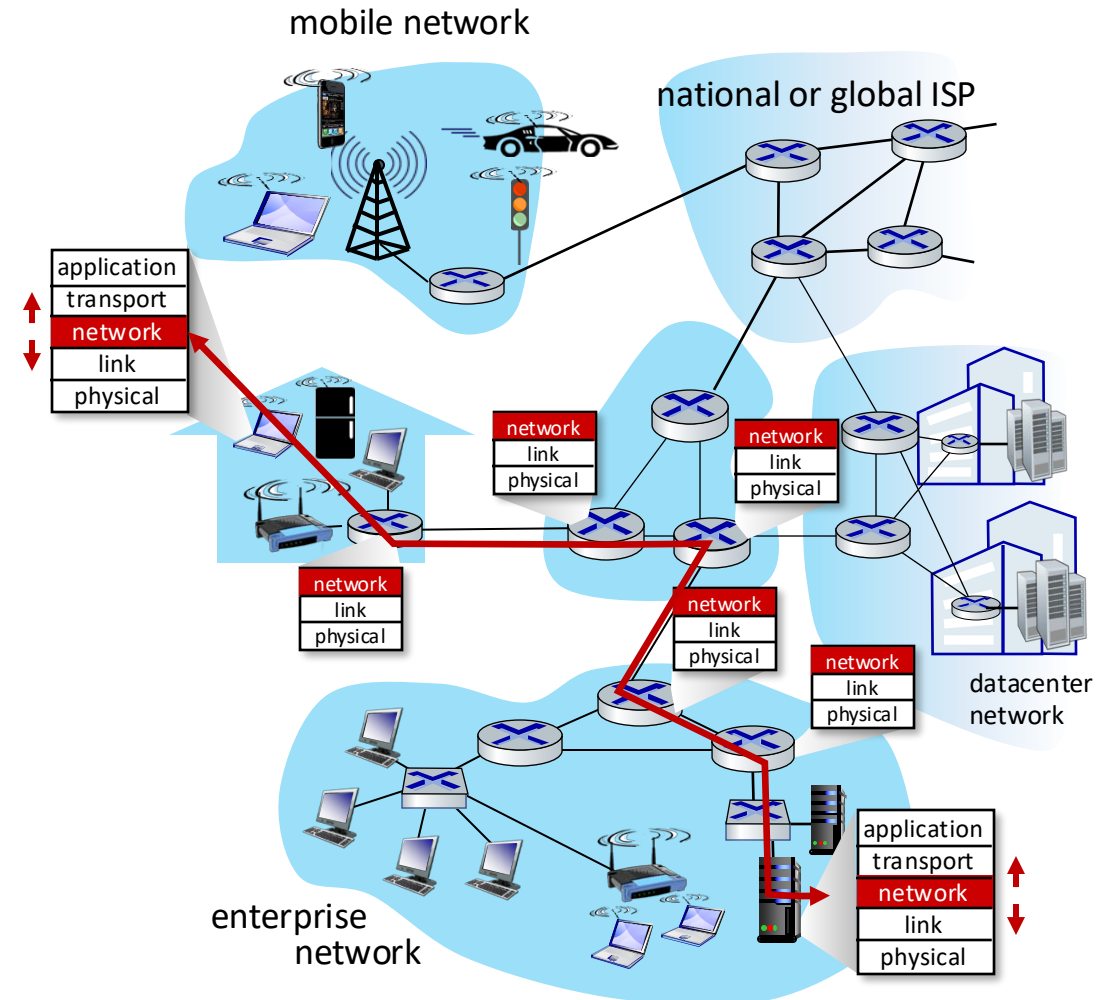 mobile network
national or global ISP
application
transport
network
link
physical
network
link
physical
network
link
physical
network
link
physical
network
link
physical
network
link
physical
datacenter
network
application
transport
network
link
physical
enterprise
network